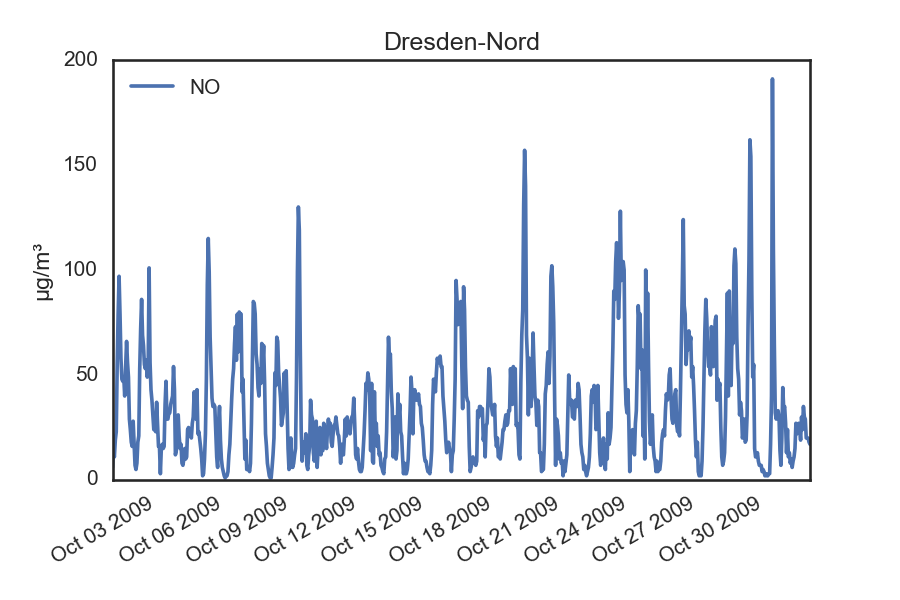 Dresden-Nord
200
NO
150
100
50
0
µg/m³
Oct 03 2009
Oct 06 2009
Oct 09 2009
Oct 12 2009
Oct 15 2009
Oct 18 2009
Oct 21 2009
Oct 24 2009
Oct 27 2009
Oct 30 2009